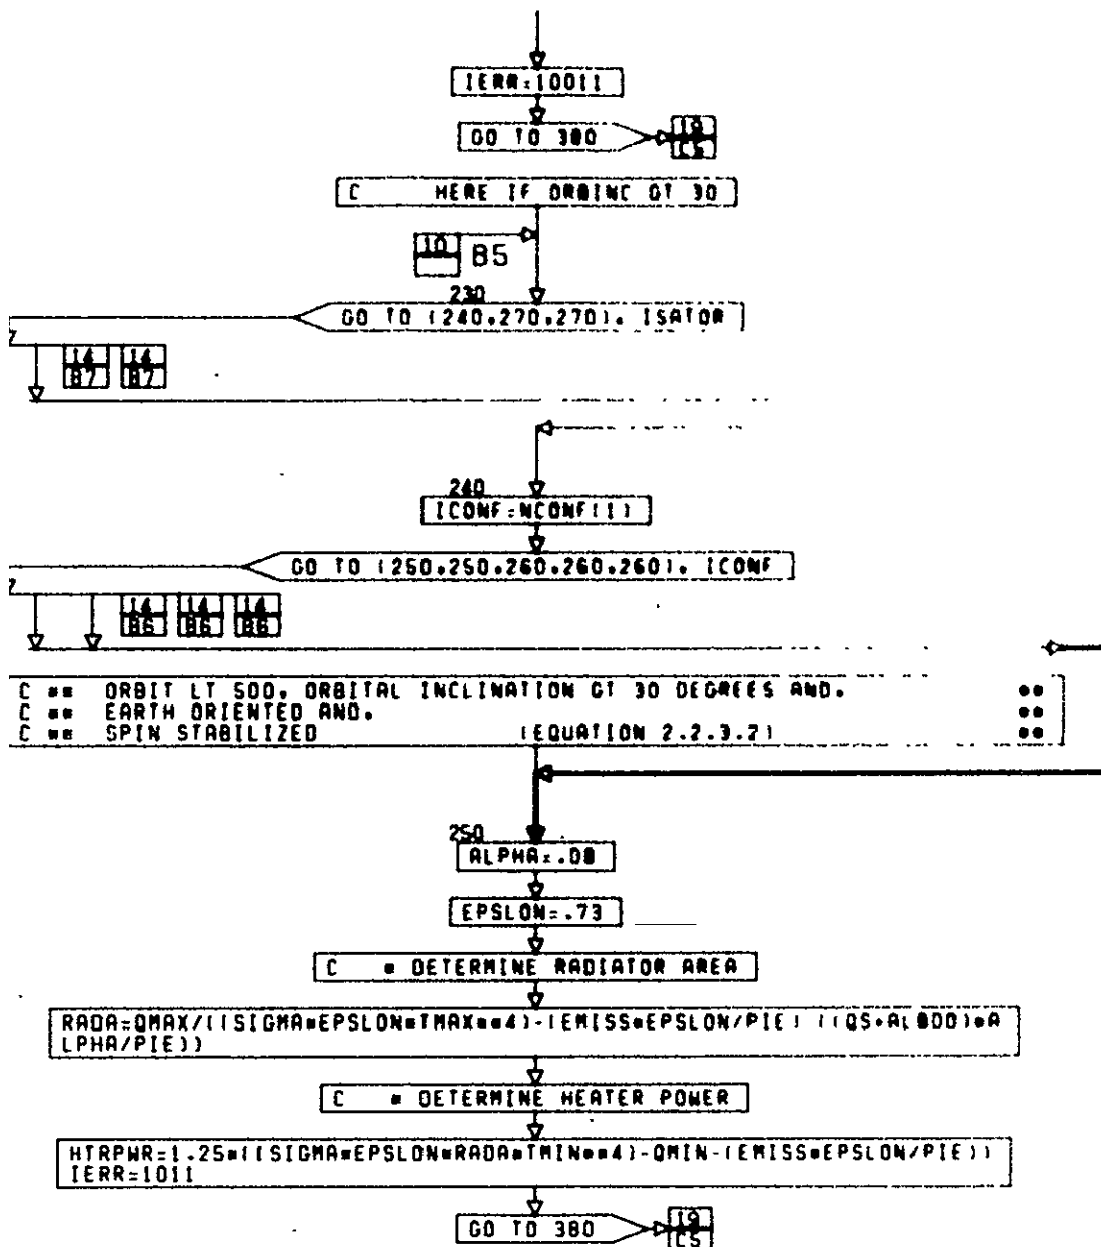 IERR=10011
GO TO 380
19
C5
C HERE IF ORBINC GT 30
10
B5
230
GO TO (240,270,270), ISATOR
14 14
B7 B7
240
ICONF=NCONF(1)
GO TO (250,250,260,260,260), ICONF
14 14 14
B6 B6 B6
C ** ORBIT LT 500, ORBITAL INCLINATION GT 30 DEGREES AND, **
C ** EARTH ORIENTED AND, **
C ** SPIN STABILIZED (EQUATION 2.2.3.2) **
250
ALPHA=.08
EPSLON=.73
C * DETERMINE RADIATOR AREA
RADA=QMAX/((SIGMA*EPSLON*TMAX**4)-(EMISS*EPSLON/PIE) ((QS+ALBDO)*A
LPHA/PIE))
C * DETERMINE HEATER POWER
HTRPWR=1.25*((SIGMA*EPSLON*RADA*TMIN**4)-QMIN-(EMISS*EPSLON/PIE))
IERR=1011
GO TO 380
19
C5